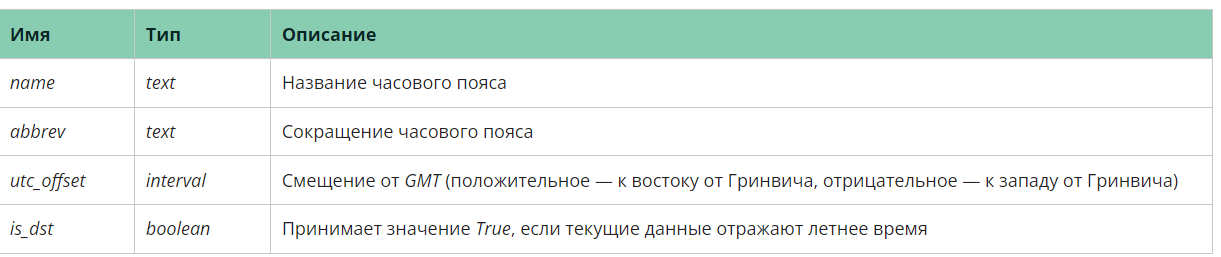 Имя Тип Описание
name text Название часового пояса
abbrev text Сокращение часового пояса
utc_offset interval Смещение от GMT (положительное — к востоку от Гринвича, отрицательное — к западу от Гринвича)
is_dst boolean Принимает значение True, если текущие данные отражают летнее время